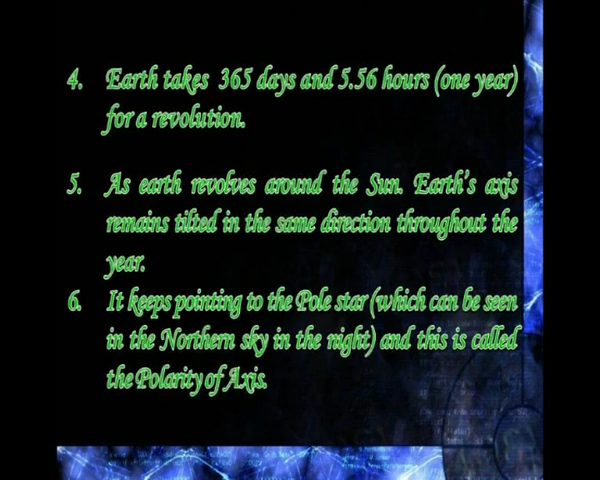 4. Earth takes 365 days and 5.56 hours (one year)
for a revolution.
5. As earth revolves around the Sun. Earth's axis
remains tilted in the same direction throughout the
year.
6. It keeps pointing to the Pole star (which can be seen
in the Northern sky in the night) and this is called
the Polarity of Axis.